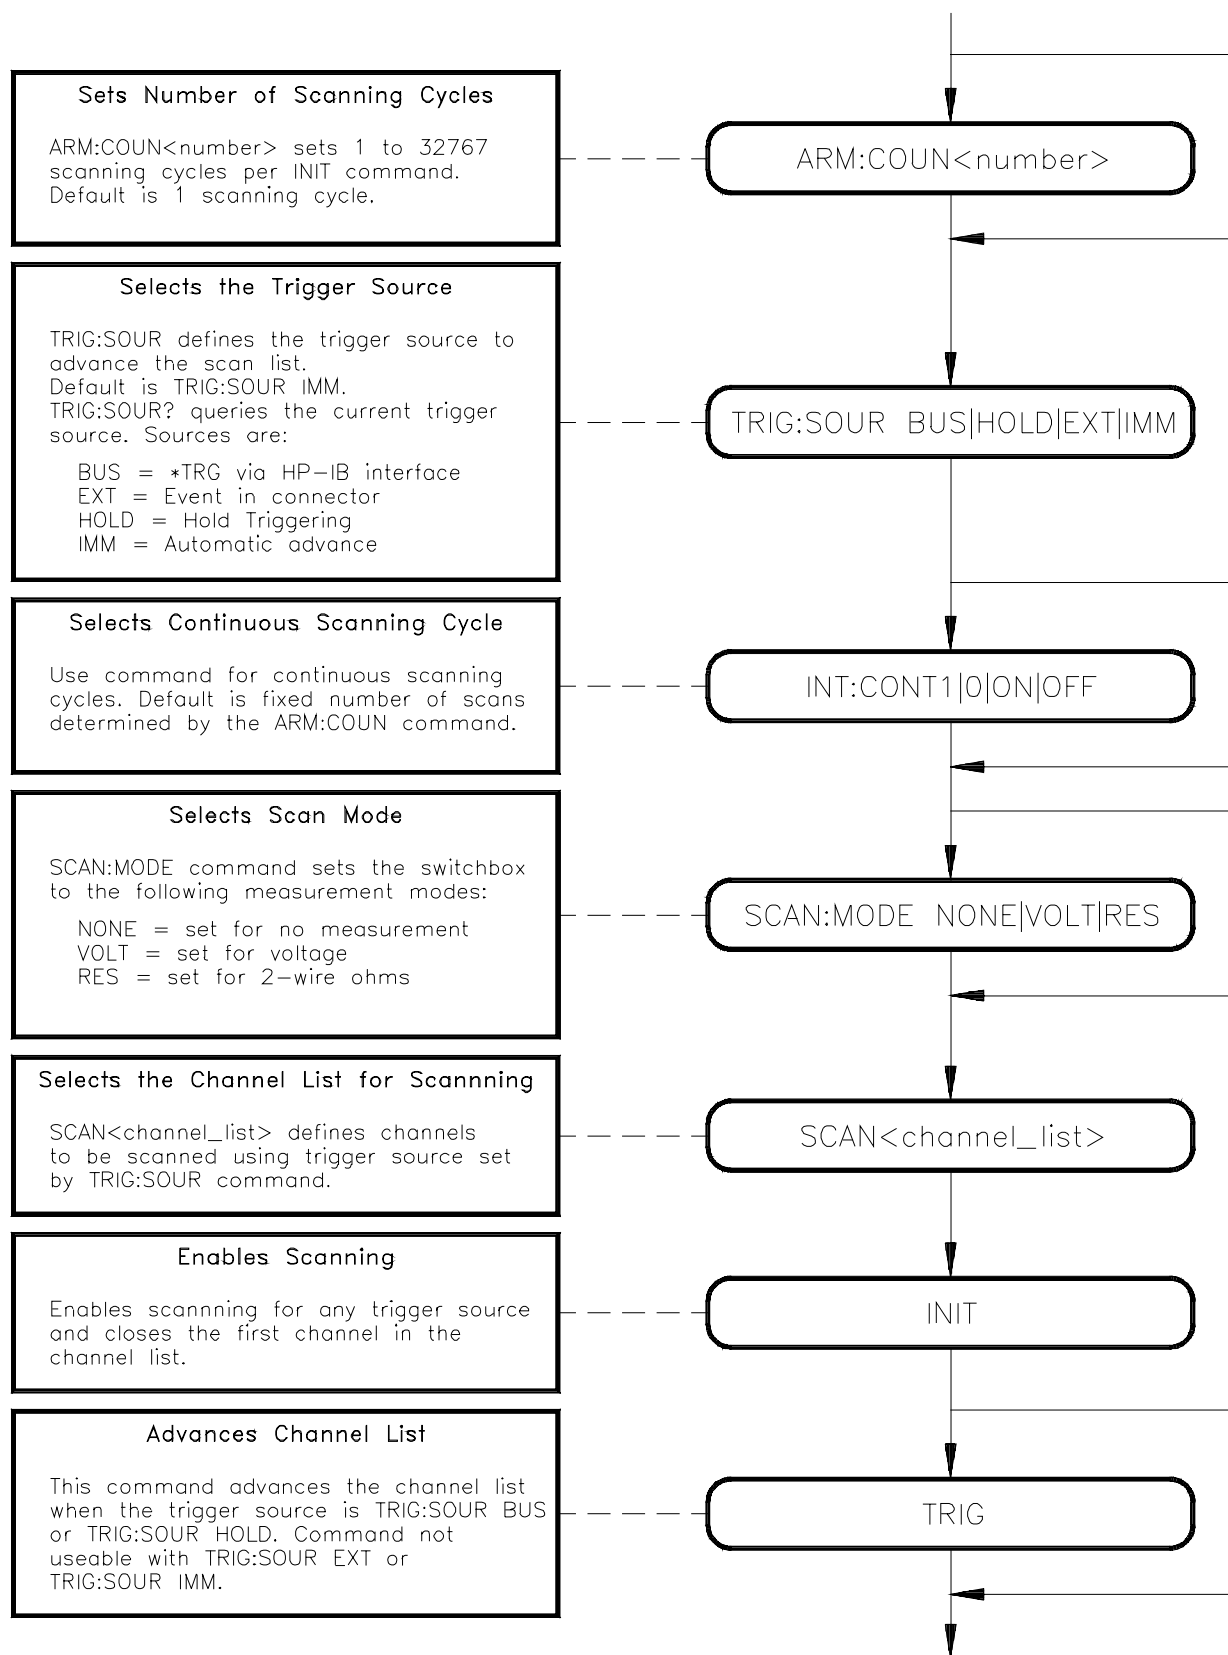 Sets Number of Scanning Cycles
ARM:COUN<number> sets 1 to 32767
scanning cycles per INIT command.
Default is 1 scanning cycle.
ARM:COUN<number>
Selects the Trigger Source
TRIG:SOUR defines the trigger source to
advance the scan list.
Default is TRIG:SOUR IMM.
TRIG:SOUR? queries the current trigger
source. Sources are:
BUS = *TRG via HP-IB interface
EXT = Event in connector
HOLD = Hold Triggering
IMM = Automatic advance
TRIG:SOUR BUS|HOLD|EXT|IMM
Selects Continuous Scanning Cycle
Use command for continuous scanning
cycles. Default is fixed number of scans
determined by the ARM:COUN command.
INT:CONT1|0|ON|OFF
Selects Scan Mode
SCAN:MODE command sets the switchbox
to the following measurement modes:
NONE = set for no measurement
VOLT = set for voltage
RES = set for 2-wire ohms
SCAN:MODE NONE|VOLT|RES
Selects the Channel List for Scannning
SCAN<channel_list> defines channels
to be scanned using trigger source set
by TRIG:SOUR command.
SCAN<channel_list>
Enables Scanning
Enables scannning for any trigger source
and closes the first channel in the
channel list.
INIT
Advances Channel List
This command advances the channel list
when the trigger source is TRIG:SOUR BUS
or TRIG:SOUR HOLD. Command not
useable with TRIG:SOUR EXT or
TRIG:SOUR IMM.
TRIG